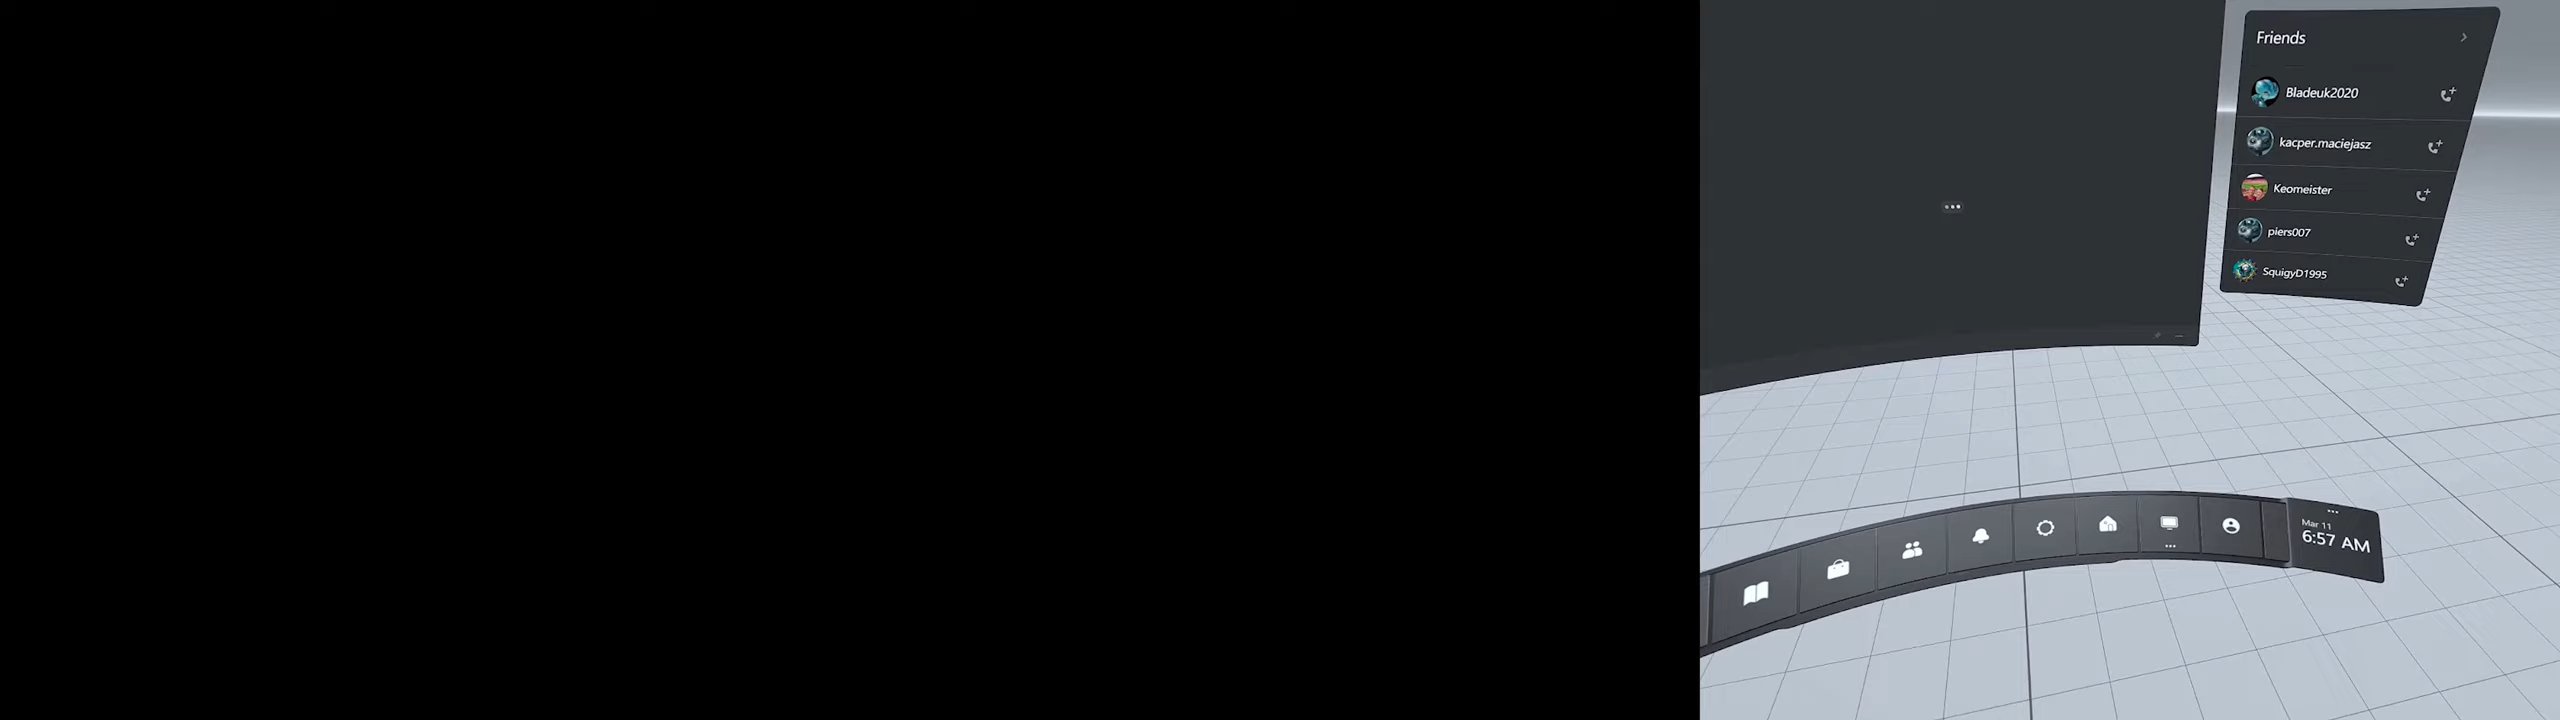 Friends
Bladeuk2020
kacper.maciejasz
Keomeister
piers007
SquigyD1995
Mar 11
6:57 AM